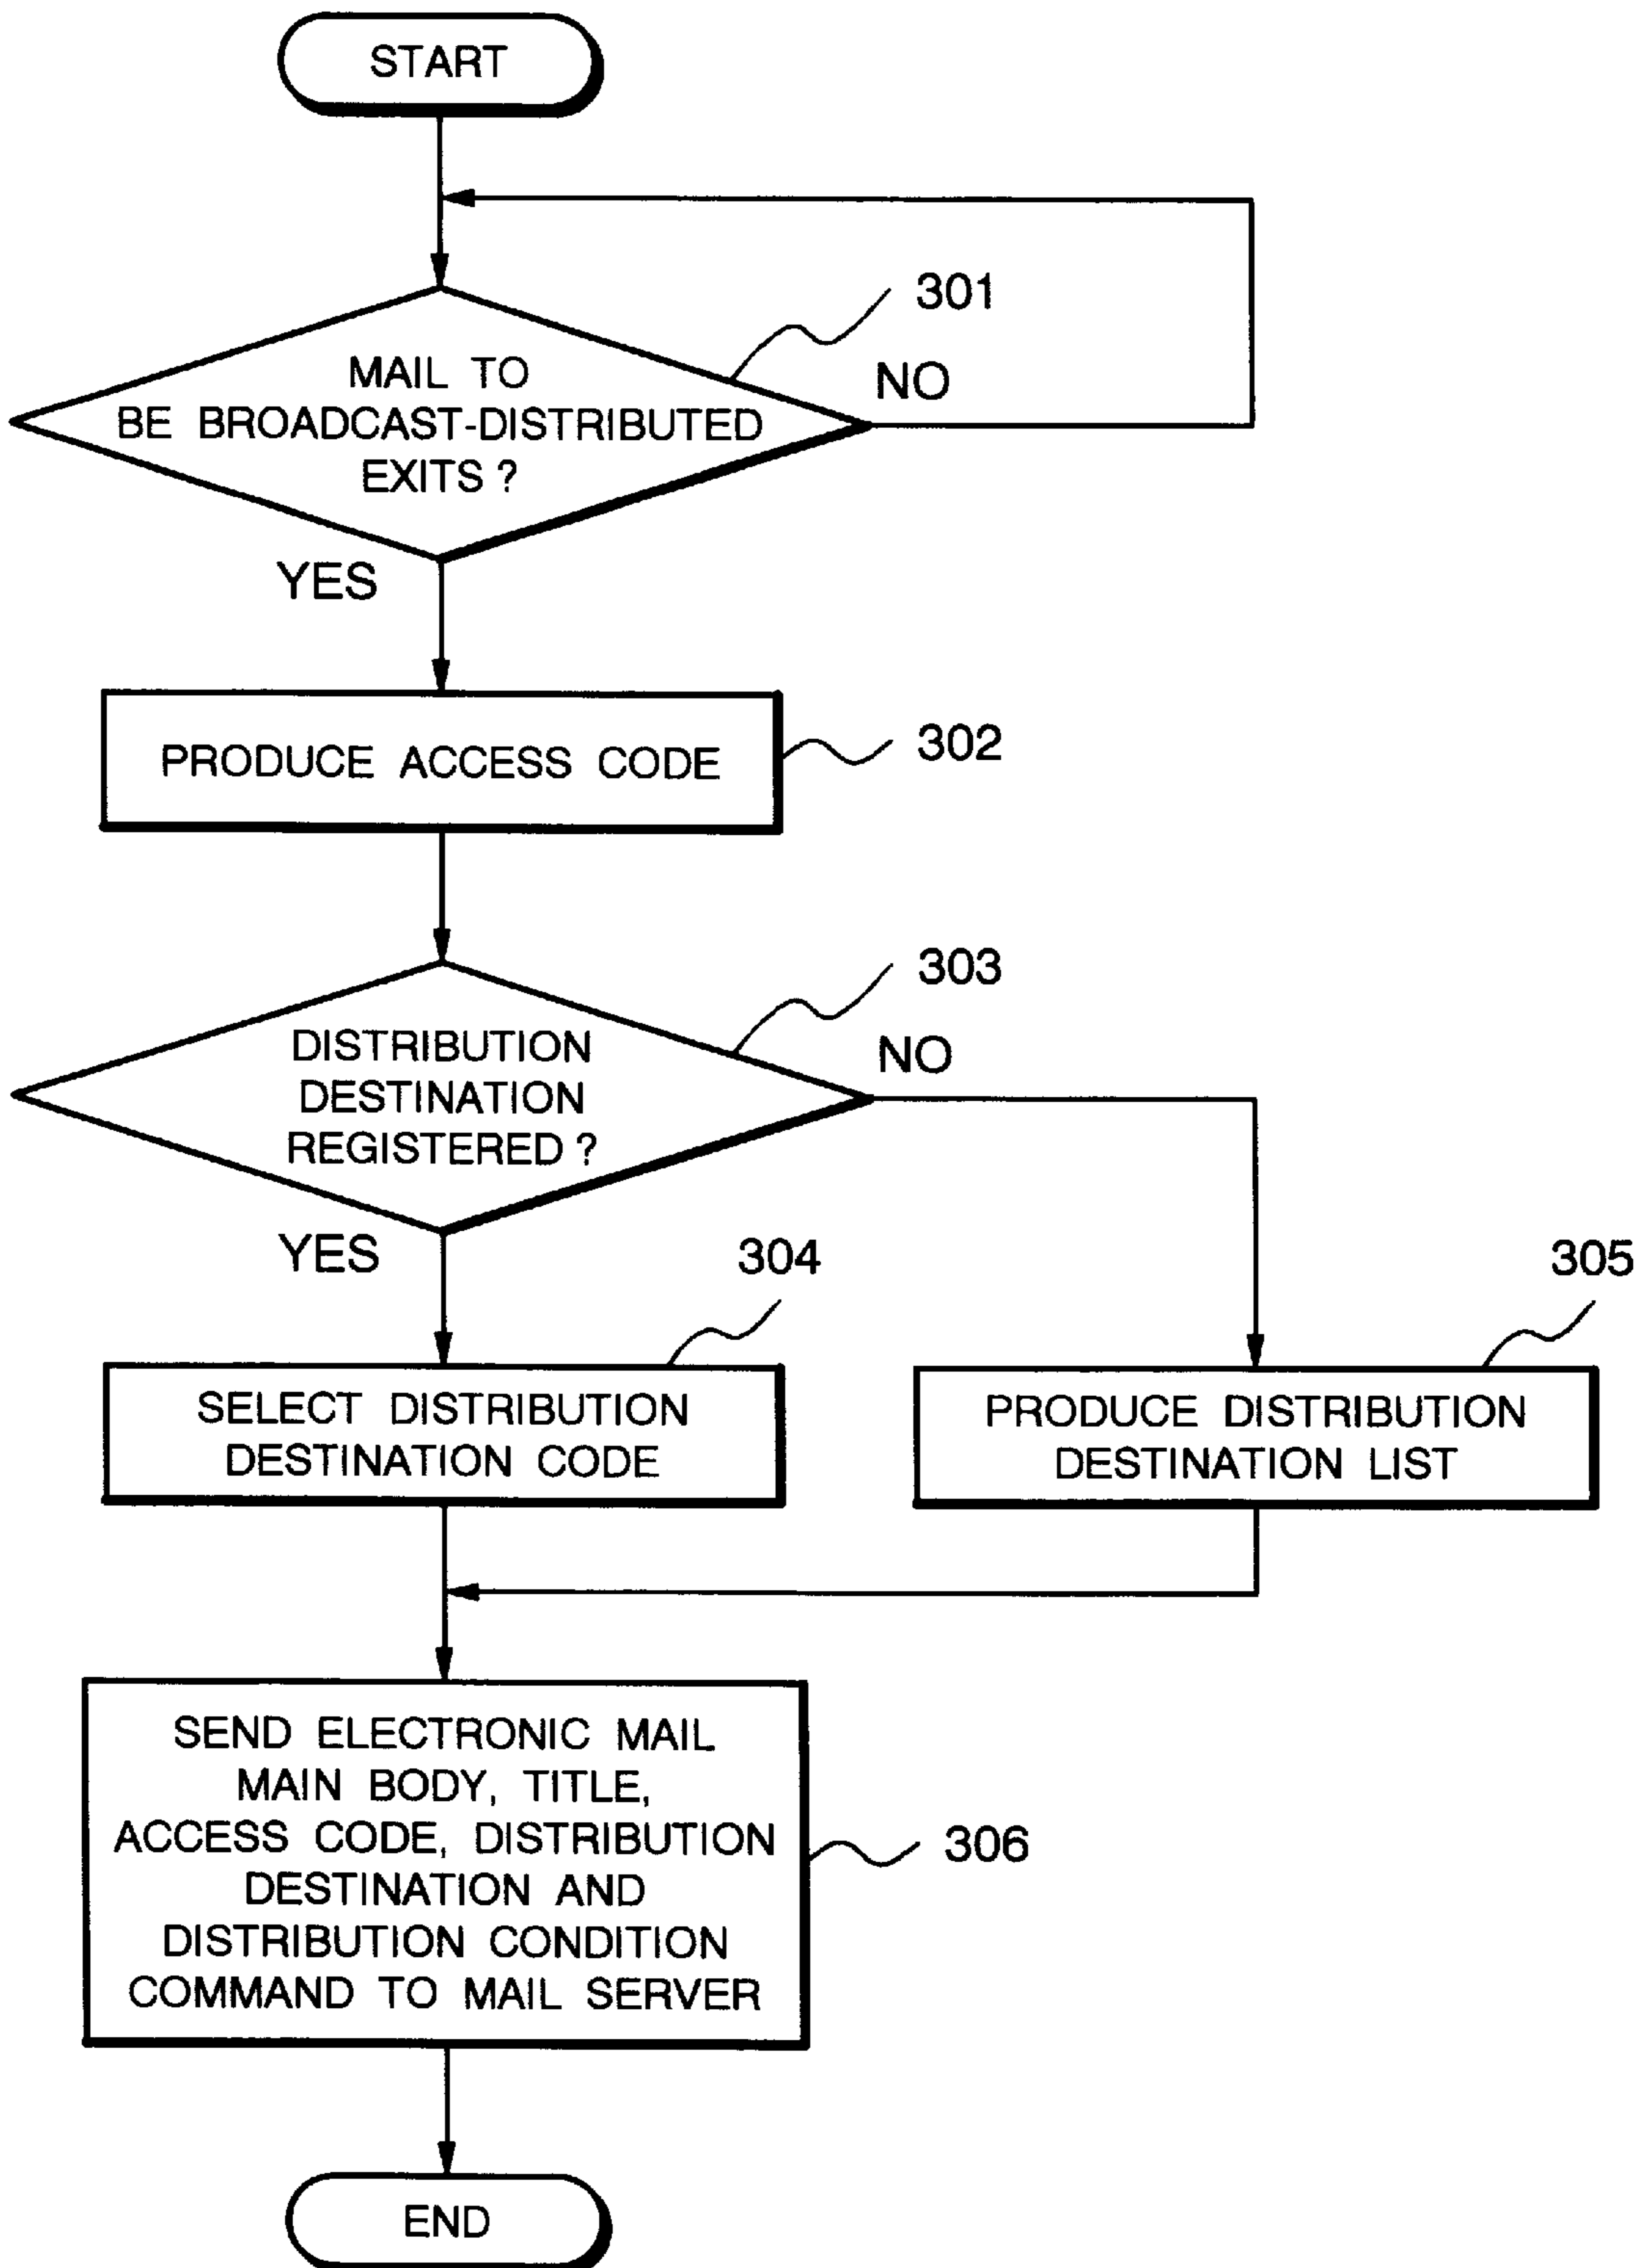 START
301
MAIL TO
BE BROADCAST-DISTRIBUTED
EXITS ?
NO
YES
PRODUCE ACCESS CODE
302
303
DISTRIBUTION
DESTINATION
REGISTERED ?
NO
YES
304
305
SELECT DISTRIBUTION
DESTINATION CODE
PRODUCE DISTRIBUTION
DESTINATION LIST
SEND ELECTRONIC MAIL
MAIN BODY, TITLE,
ACCESS CODE, DISTRIBUTION
DESTINATION AND
DISTRIBUTION CONDITION
COMMAND TO MAIL SERVER
306
END